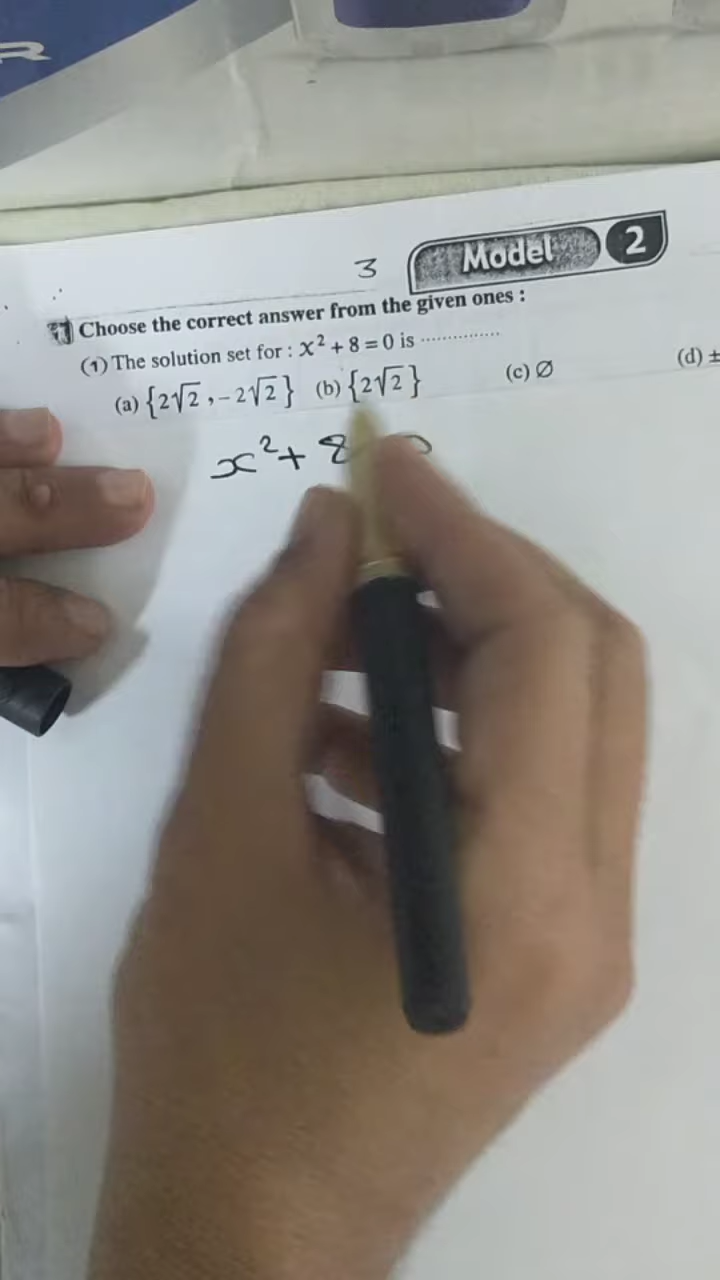 R
3
Model 2
Choose the correct answer from the given ones :
(1) The solution set for : x² + 8 = 0 is ...............
(a) {2√2 , – 2√2} (b) {2√2} (c) Ø (d) ±
x² + 8